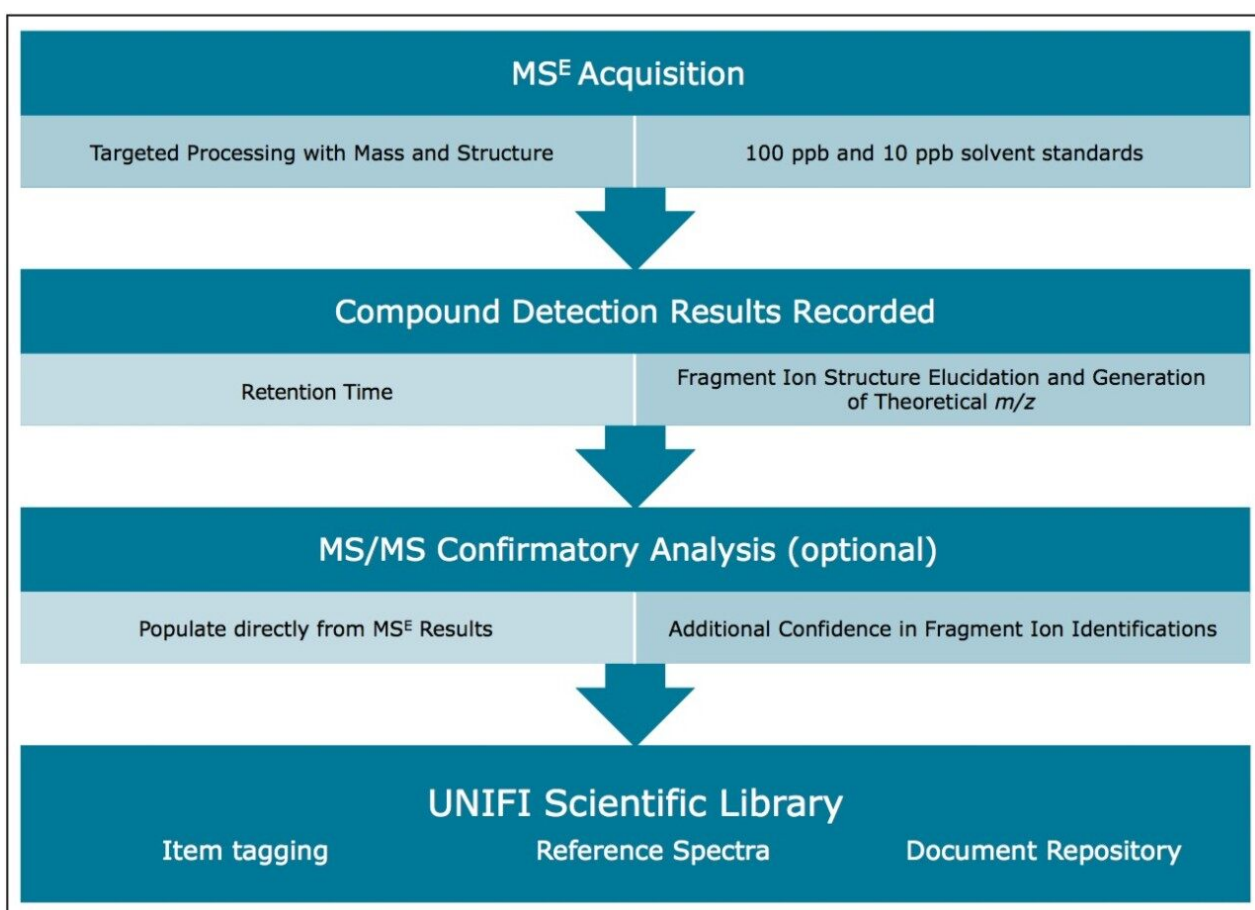 MSᴱ Acquisition
Targeted Processing with Mass and Structure
100 ppb and 10 ppb solvent standards
Compound Detection Results Recorded
Retention Time
Fragment Ion Structure Elucidation and Generation
of Theoretical m/z
MS/MS Confirmatory Analysis (optional)
Populate directly from MSᴱ Results
Additional Confidence in Fragment Ion Identifications
UNIFI Scientific Library
Item tagging
Reference Spectra
Document Repository